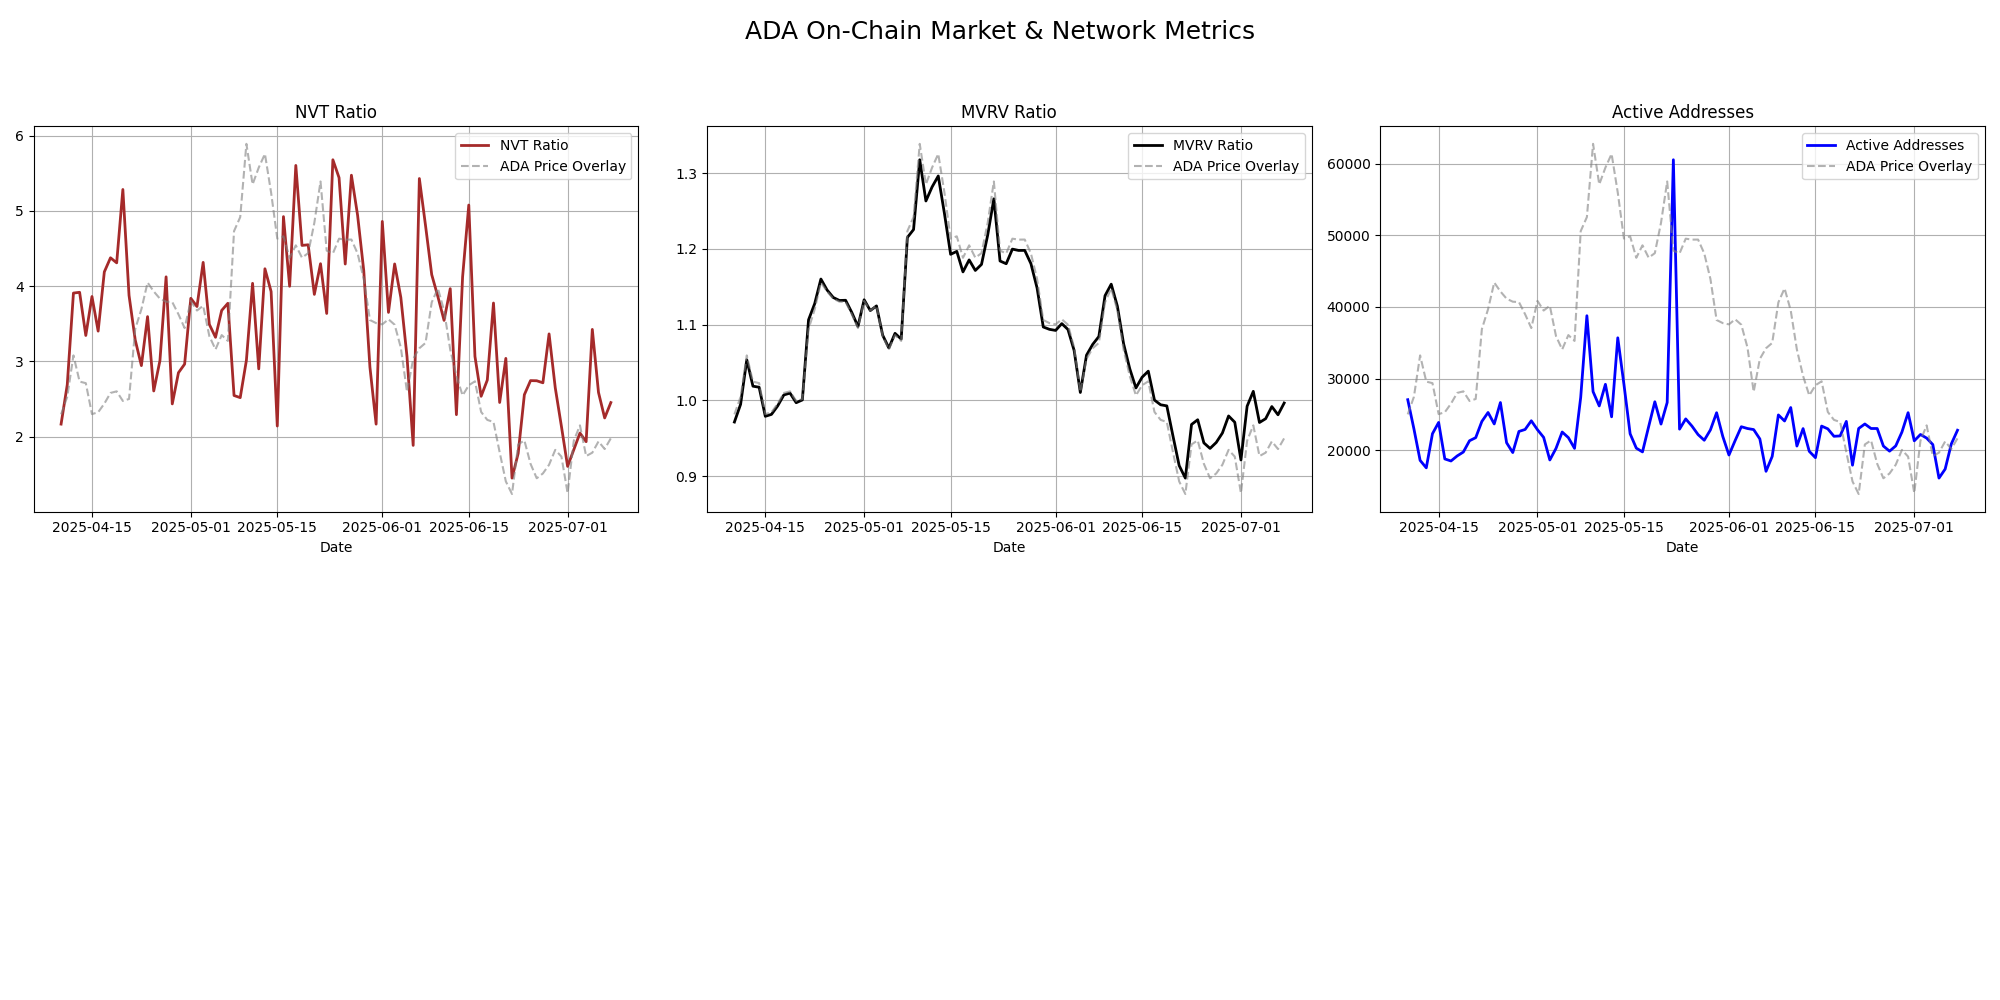 ADA On-Chain Market & Network Metrics
NVT Ratio
6
5
4
3
2
NVT Ratio
ADA Price Overlay
2025-04-15 2025-05-01 2025-05-15 2025-06-01 2025-06-15 2025-07-01
Date
MVRV Ratio
1.3
1.2
1.1
1.0
0.9
MVRV Ratio
ADA Price Overlay
2025-04-15 2025-05-01 2025-05-15 2025-06-01 2025-06-15 2025-07-01
Date
Active Addresses
60000
50000
40000
30000
20000
Active Addresses
ADA Price Overlay
2025-04-15 2025-05-01 2025-05-15 2025-06-01 2025-06-15 2025-07-01
Date